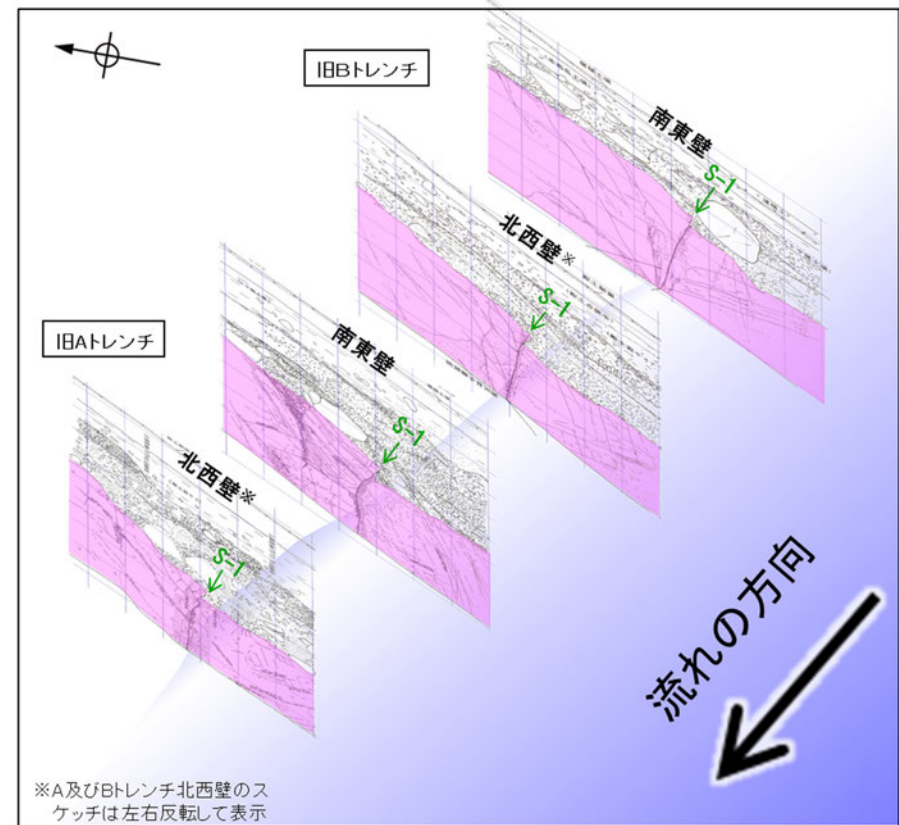 旧Bトレンチ
南東壁
S-1
北西壁※
S-1
旧Aトレンチ
南東壁
S-1
北西壁※
S-1
流れの方向
※A及びBトレンチ北西壁のス
ケッチは左右反転して表示